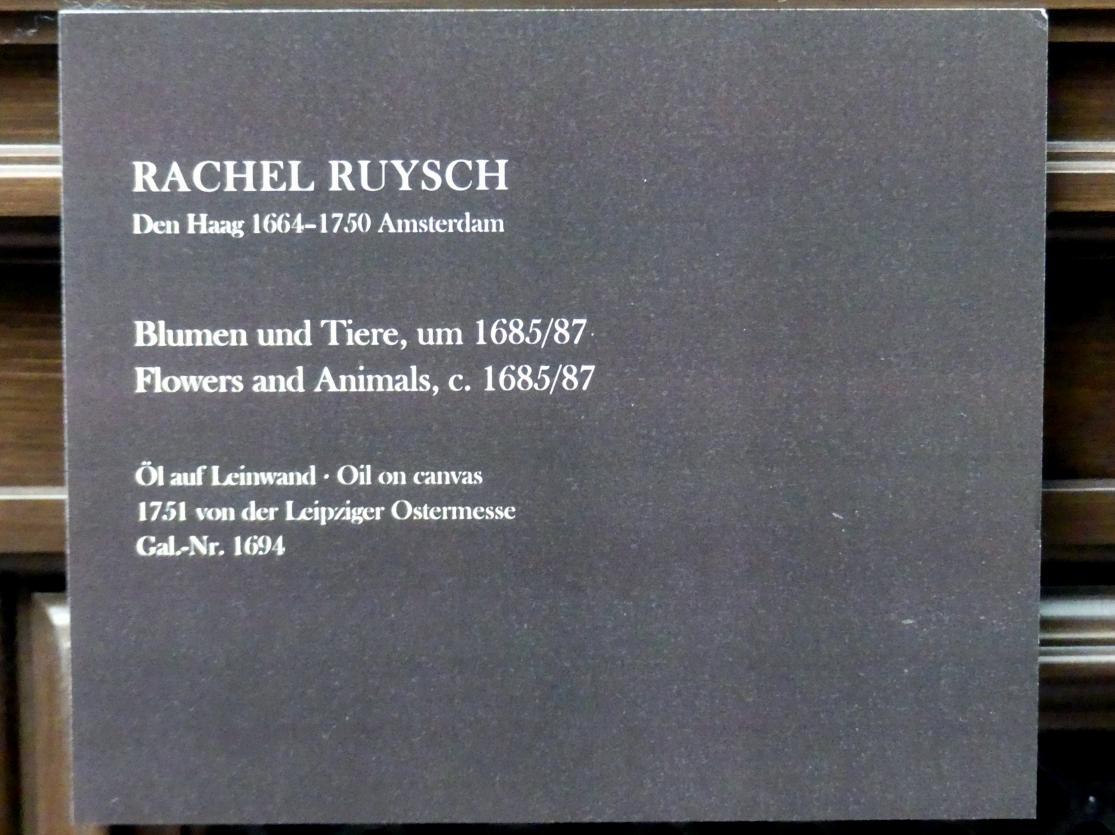 RACHEL RUYSCH
Den Haag 1664–1750 Amsterdam
Blumen und Tiere, um 1685/87
Flowers and Animals, c. 1685/87
Öl auf Leinwand · Oil on canvas
1751 von der Leipziger Ostermesse
Gal.-Nr. 1694